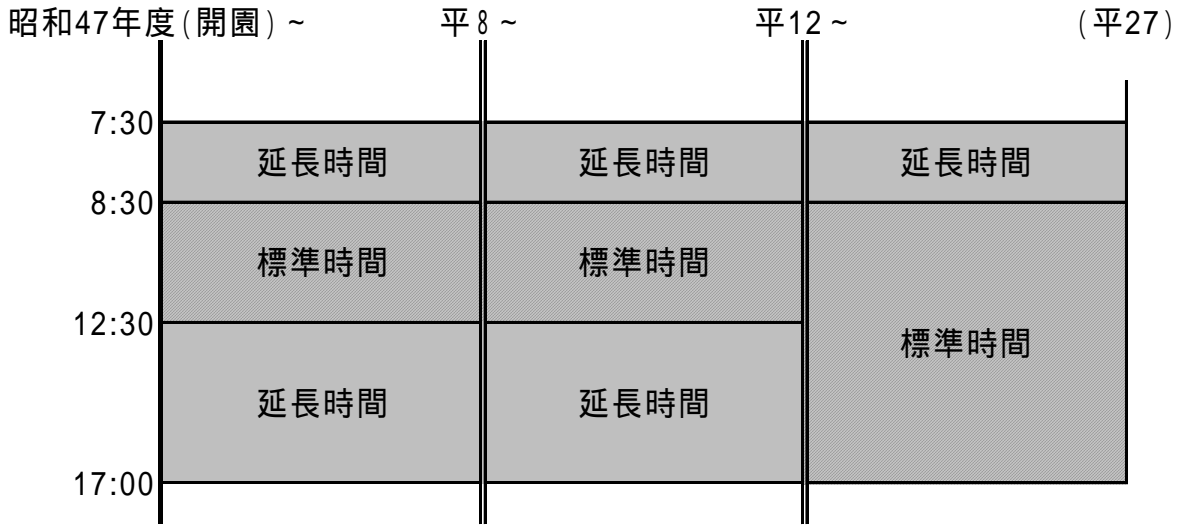 昭和47年度(開園)~ 平8~ 平12~ (平27)
7:30
延長時間 延長時間 延長時間
8:30
標準時間 標準時間
12:30
標準時間
延長時間 延長時間
17:00